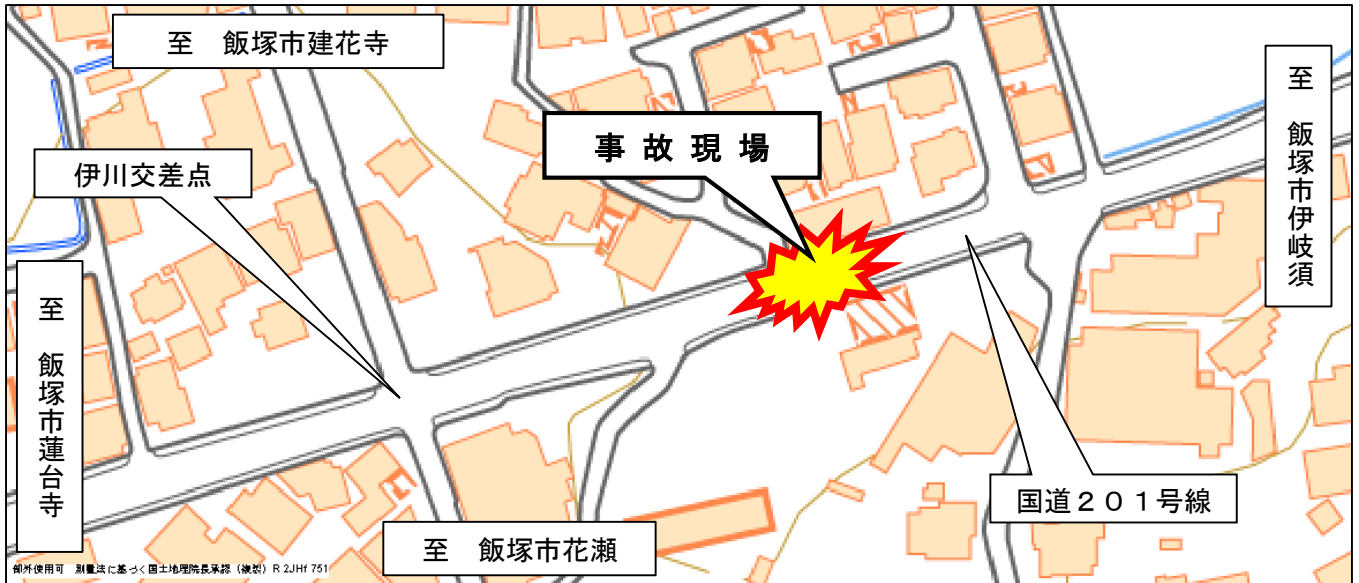 至　飯塚市建花寺
事故現場
伊川交差点
至　飯塚市伊岐須
至　飯塚市蓮台寺
国道２０１号線
至　飯塚市花瀬
部外使用可　測量法に基づく国土地理院長承認（複製）R 2JHf 751